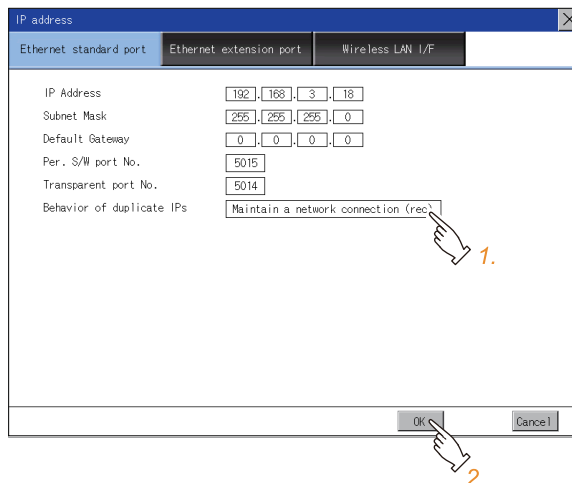 IP address
Ethernet standard port Ethernet extension port Wireless LAN I/F
IP Address 192 . 168 . 3 . 18
Subnet Mask 255 . 255 . 255 . 0
Default Gateway 0 . 0 . 0 . 0
Per. S/W port No. 5015
Transparent port No. 5014
Behavior of duplicate IPs Maintain a network connection (rec)
1.
OK Cancel
2